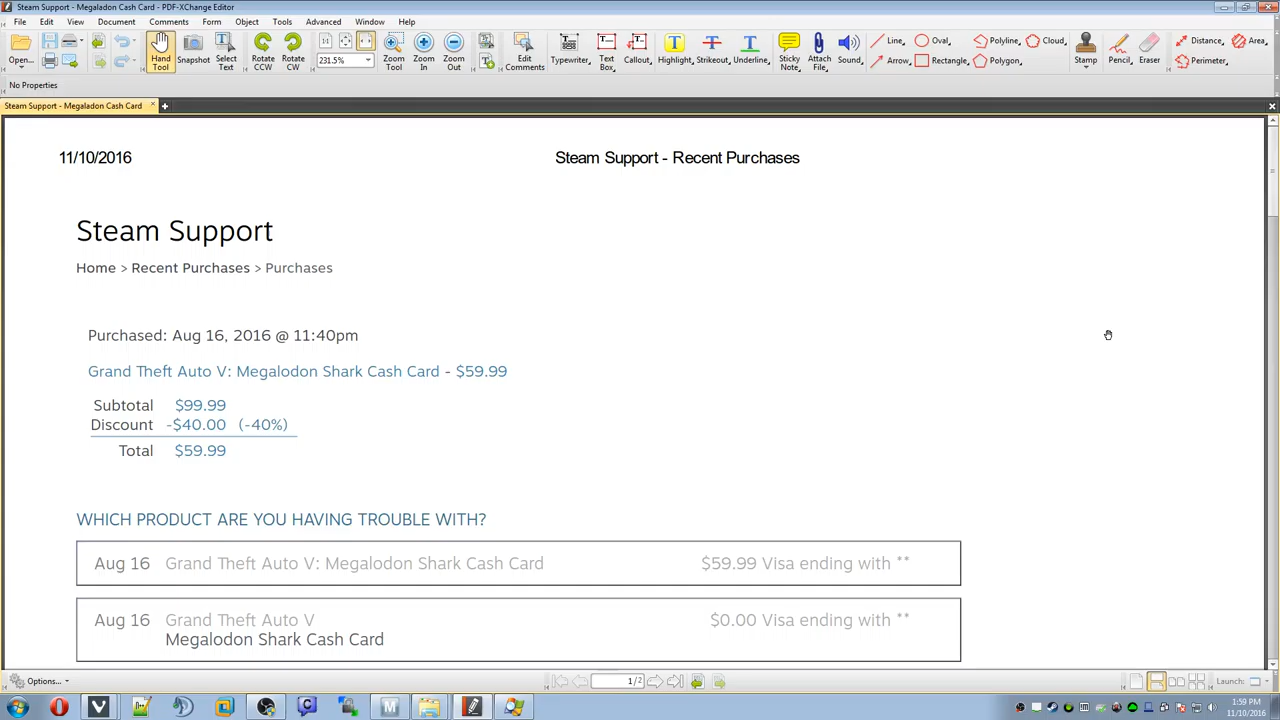 Steam Support - Megaladon Cash Card - PDF-XChange Editor
File Edit View Document Comments Form Object Tools Advanced Window Help
Open... Hand Tool Snapshot Select Text Rotate CCW Rotate CW 231.5% Zoom Tool Zoom In Zoom Out Edit Comments Typewriter Text Box Callout Highlight Strikeout Underline Sticky Note Attach File Sound Line Arrow Oval Rectangle Polyline Polygon Cloud Stamp Pencil Eraser Distance Perimeter Area
No Properties
Steam Support - Megaladon Cash Card
11/10/2016 Steam Support - Recent Purchases
Steam Support
Home > Recent Purchases > Purchases
Purchased: Aug 16, 2016 @ 11:40pm
Grand Theft Auto V: Megalodon Shark Cash Card - $59.99
Subtotal $99.99
Discount -$40.00 (-40%)
Total $59.99
WHICH PRODUCT ARE YOU HAVING TROUBLE WITH?
Aug 16 Grand Theft Auto V: Megalodon Shark Cash Card $59.99 Visa ending with **
Aug 16 Grand Theft Auto V $0.00 Visa ending with **
Megalodon Shark Cash Card
Options... 1/2 Launch:
1:59 PM
11/10/2016